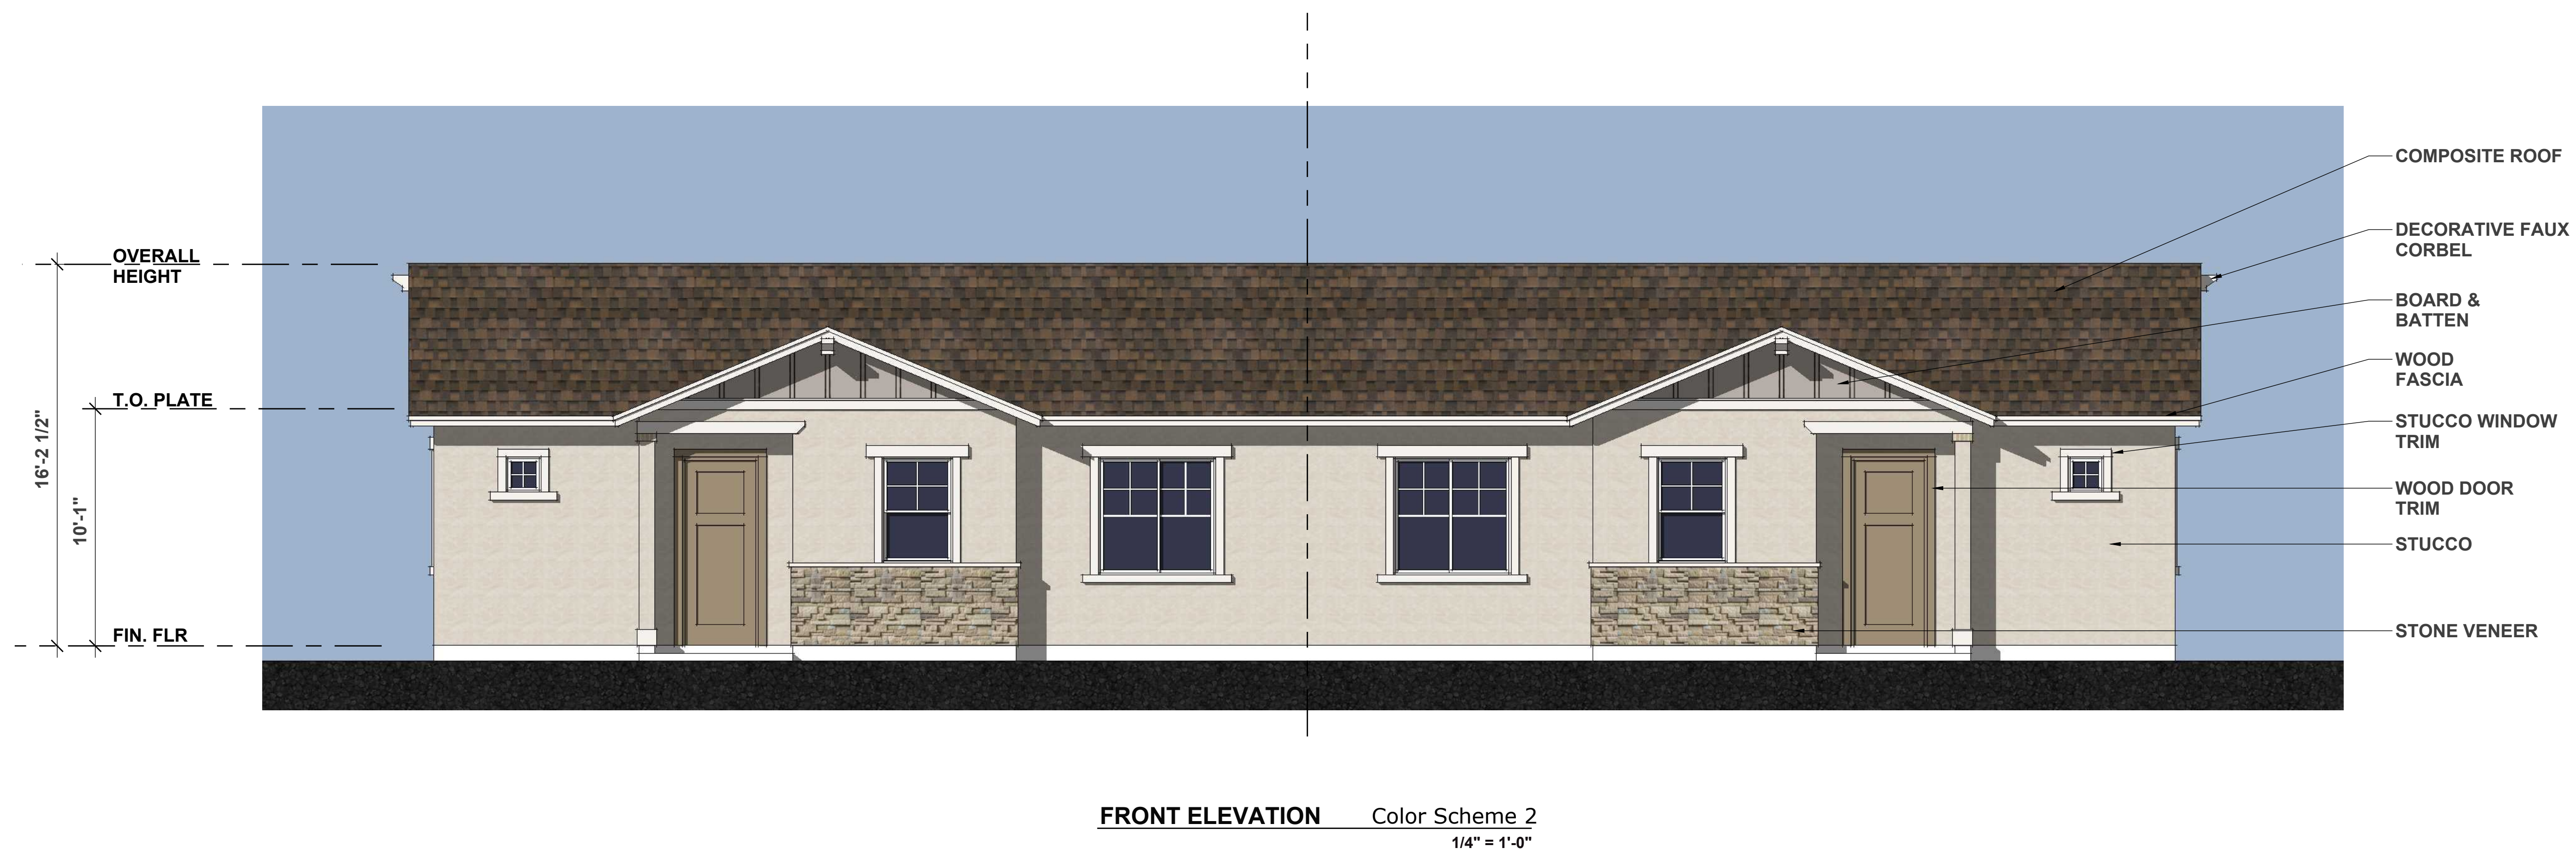 OVERALL
HEIGHT
T.O. PLATE
FIN. FLR
16'-2 1/2"
10'-1"
COMPOSITE ROOF
DECORATIVE FAUX
CORBEL
BOARD &
BATTEN
WOOD
FASCIA
STUCCO WINDOW
TRIM
WOOD DOOR
TRIM
STUCCO
STONE VENEER
FRONT ELEVATION Color Scheme 2
1/4" = 1'-0"